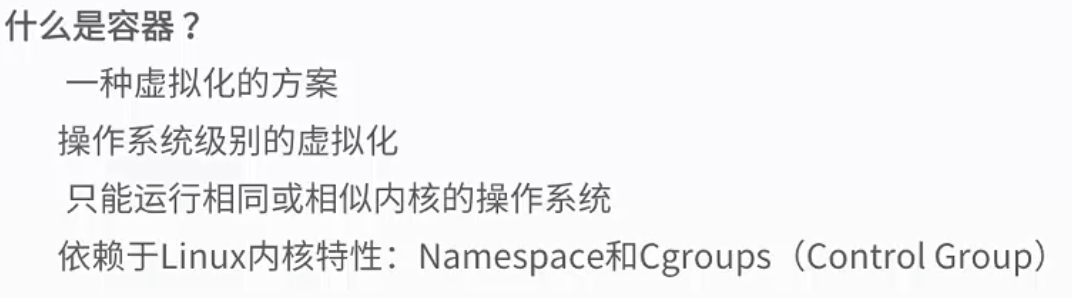 什么是容器？
一种虚拟化的方案
操作系统级别的虚拟化
只能运行相同或相似内核的操作系统
依赖于Linux内核特性：Namespace和Cgroups（Control Group）